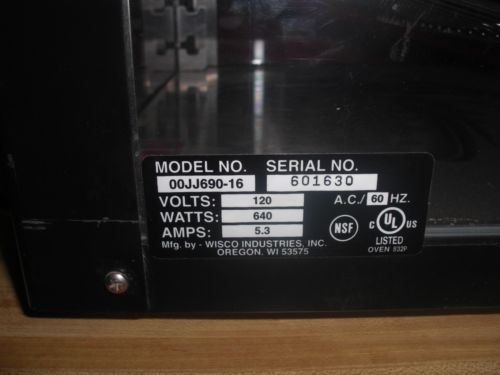 MODEL NO. SERIAL NO.
00JJ690-16 601630
VOLTS: 120 A.C./ 60 HZ.
WATTS: 640
AMPS: 5.3
NSF
C UL US
LISTED
OVEN 932P
Mfg. by - WISCO INDUSTRIES, INC.
OREGON, WI 53575